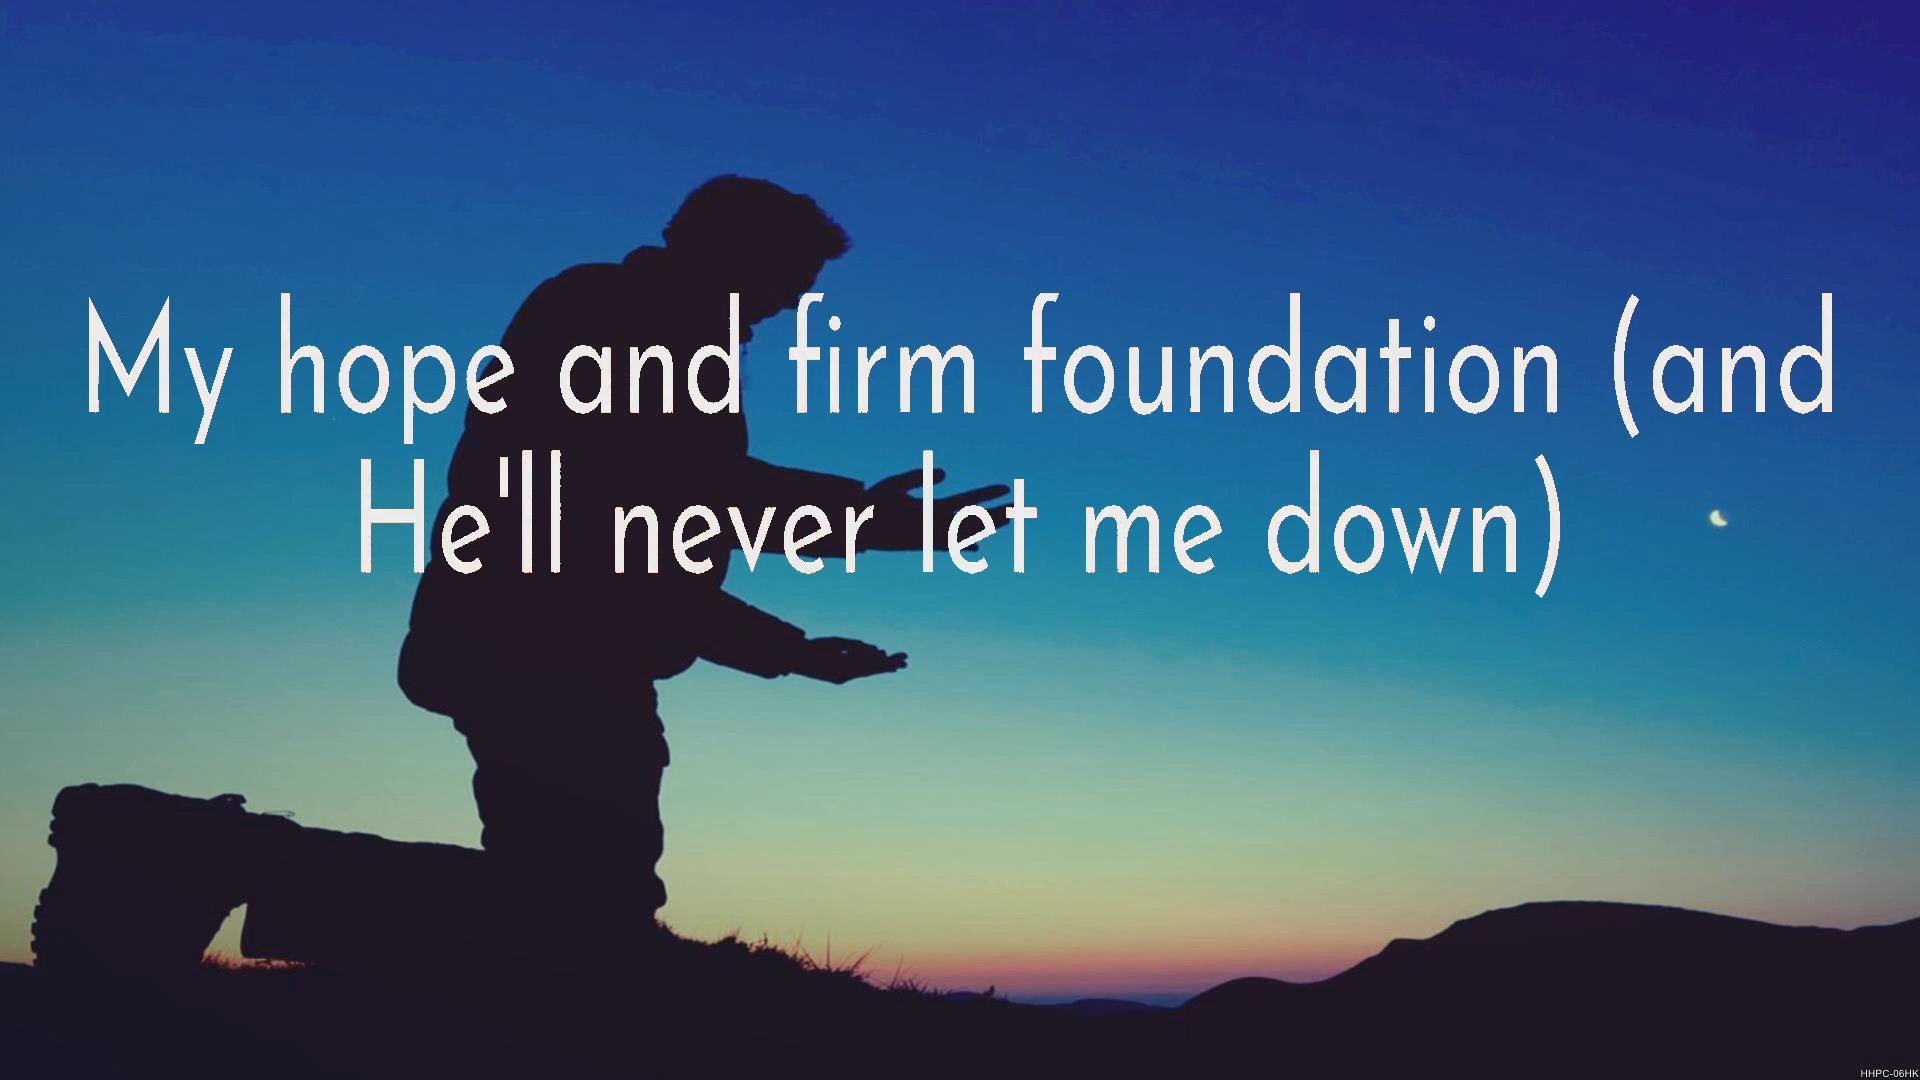 My hope and firm foundation (and
He'll never let me down)
HHPC-06HK